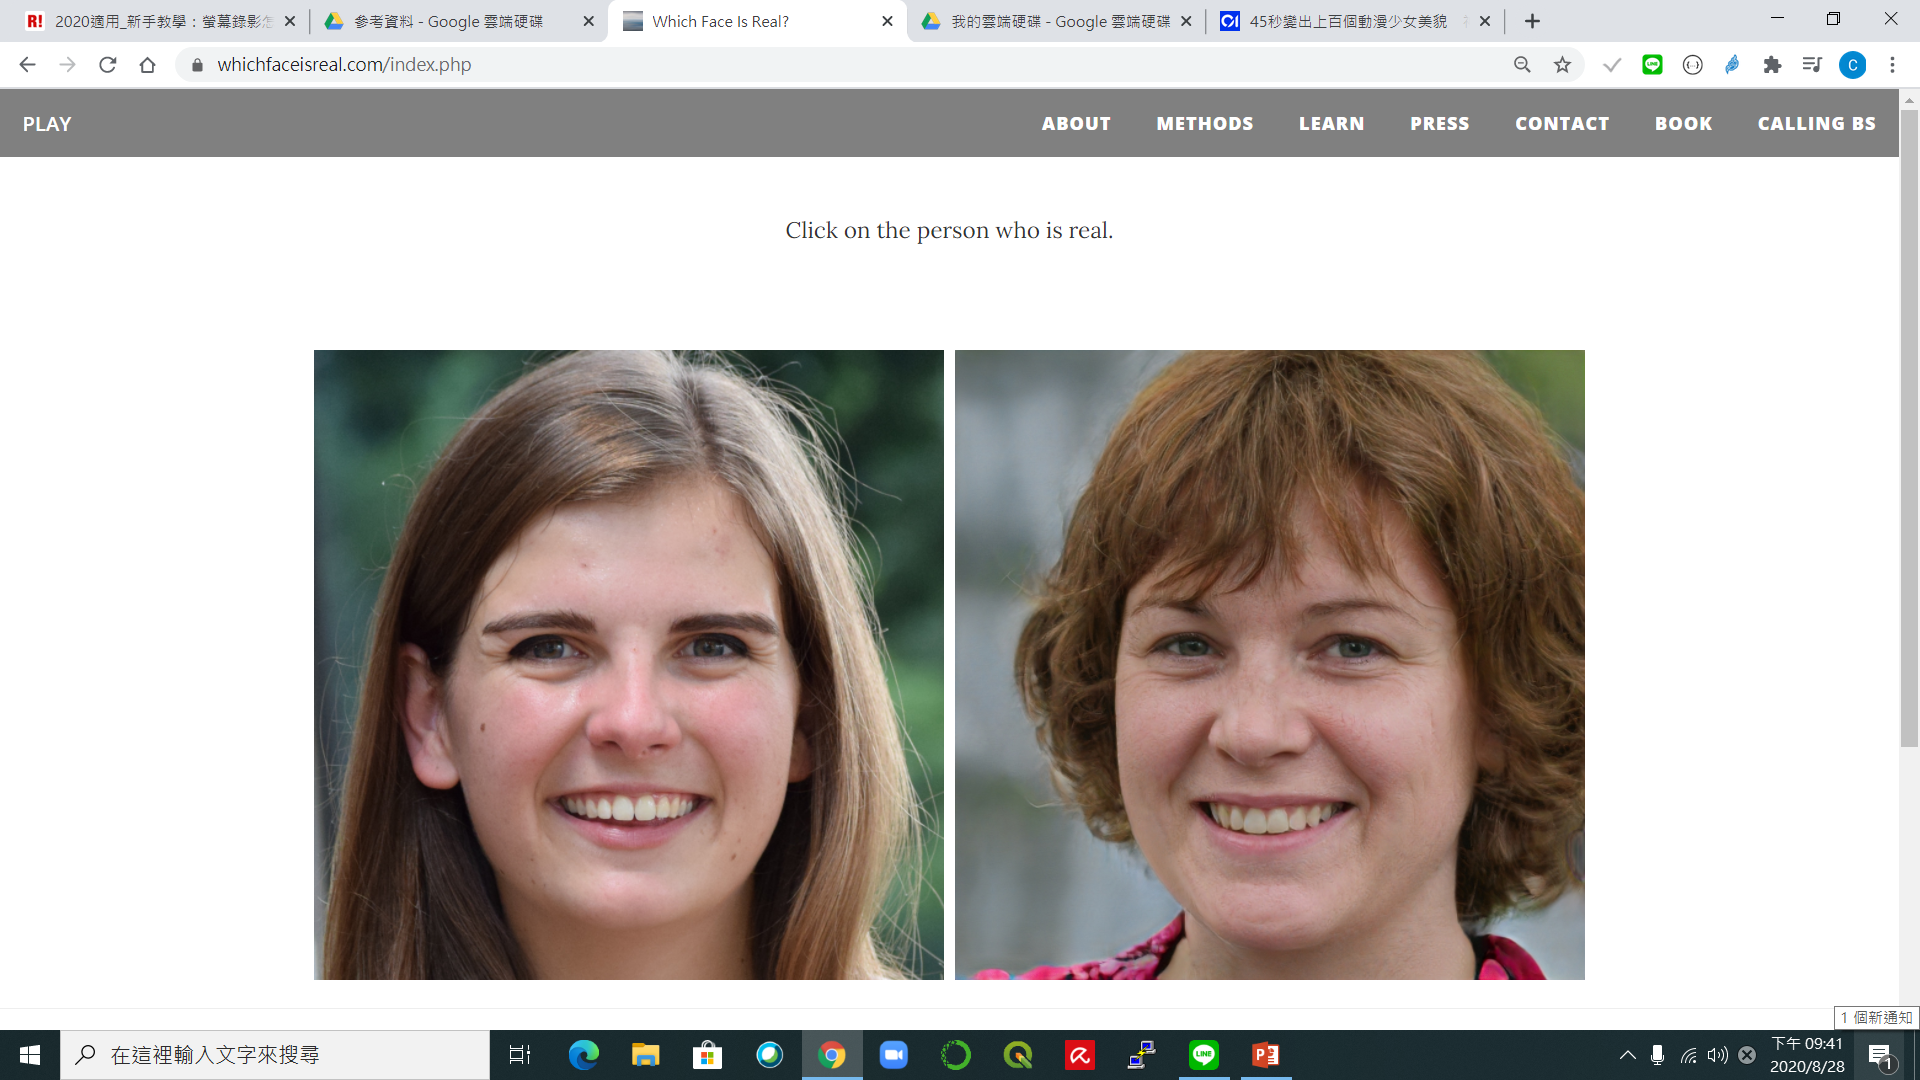 2020適用_新手教學：螢幕錄影怎
參考資料 - Google 雲端硬碟
Which Face Is Real?
我的雲端硬碟 - Google 雲端硬碟
45秒變出上百個動漫少女美貌
whichfaceisreal.com/index.php
PLAY
ABOUT
METHODS
LEARN
PRESS
CONTACT
BOOK
CALLING BS
Click on the person who is real.
1 個新通知
在這裡輸入文字來搜尋
下午 09:41
2020/8/28
1